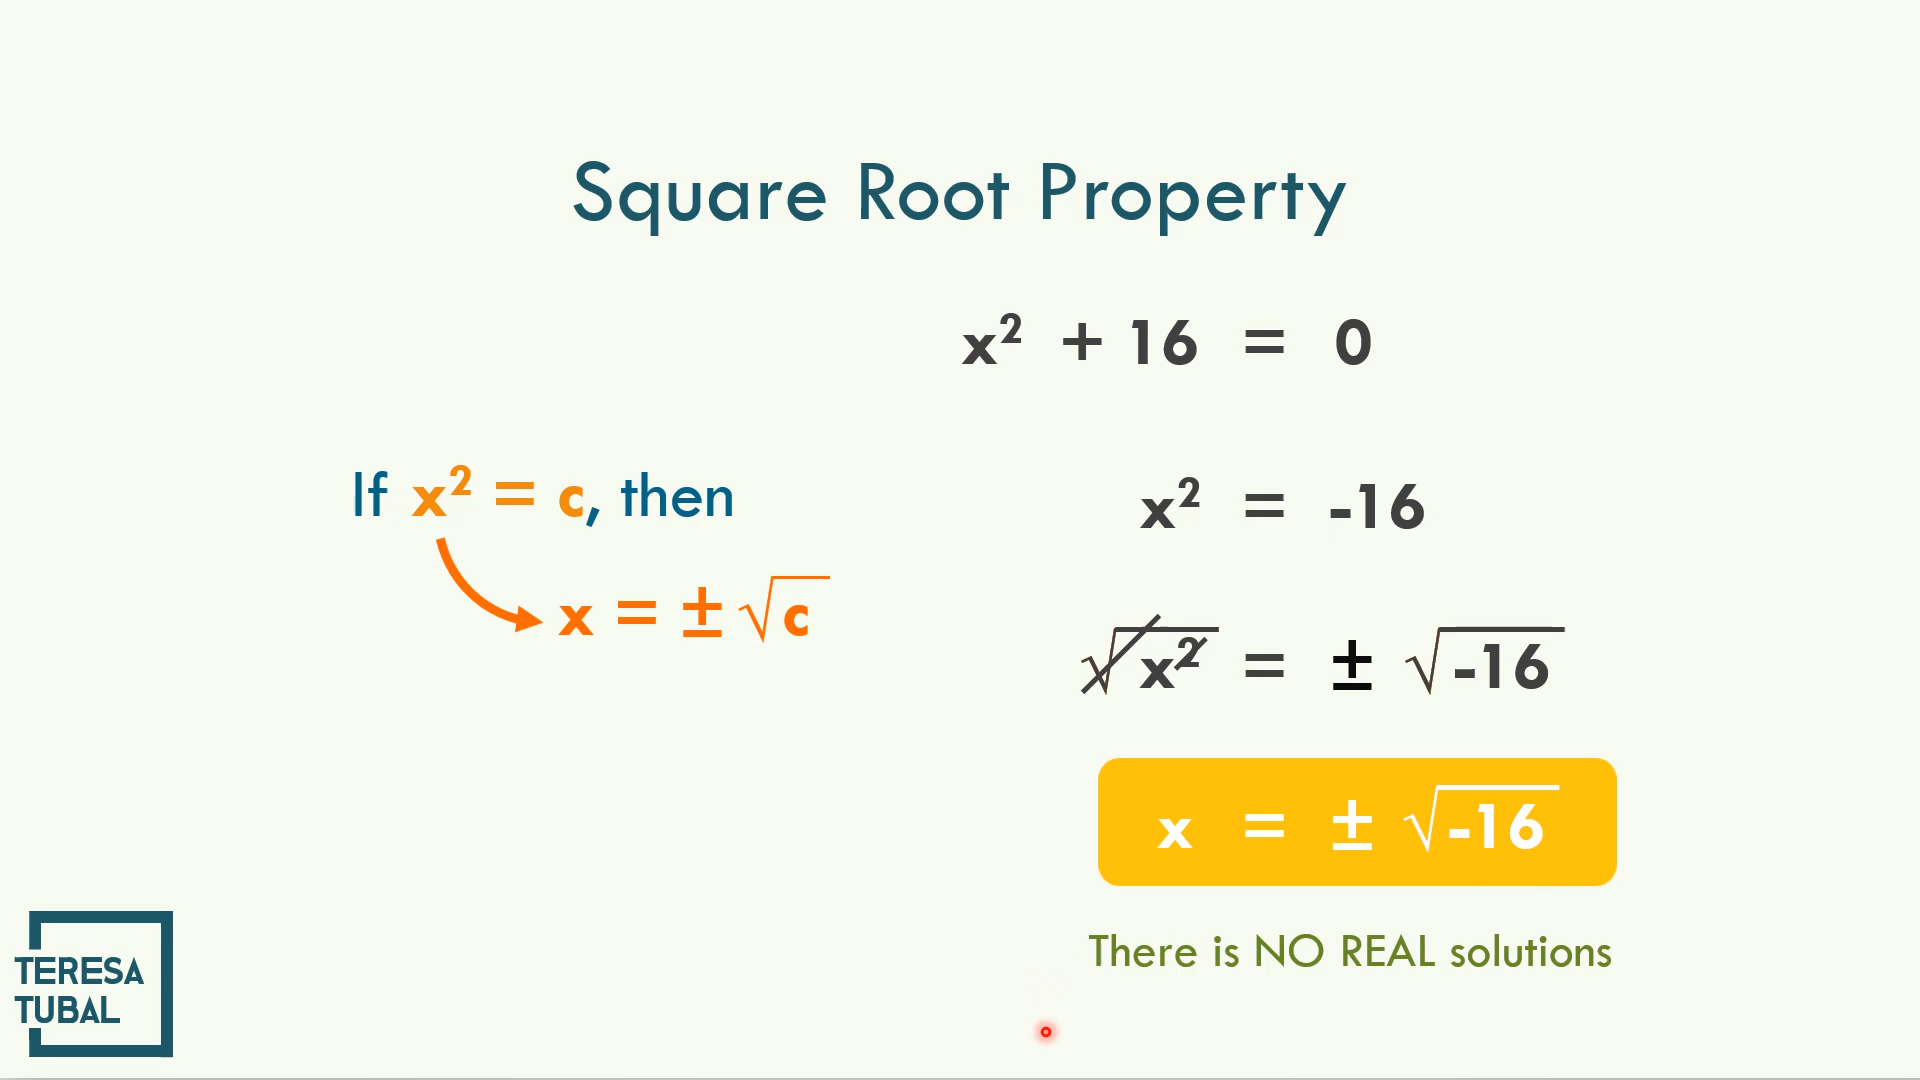 Square Root Property
x² + 16 = 0
If x² = c, then
x = ± √c
x² = -16
√x² = ± √-16
x = ± √-16
There is NO REAL solutions
TERESA
TUBAL